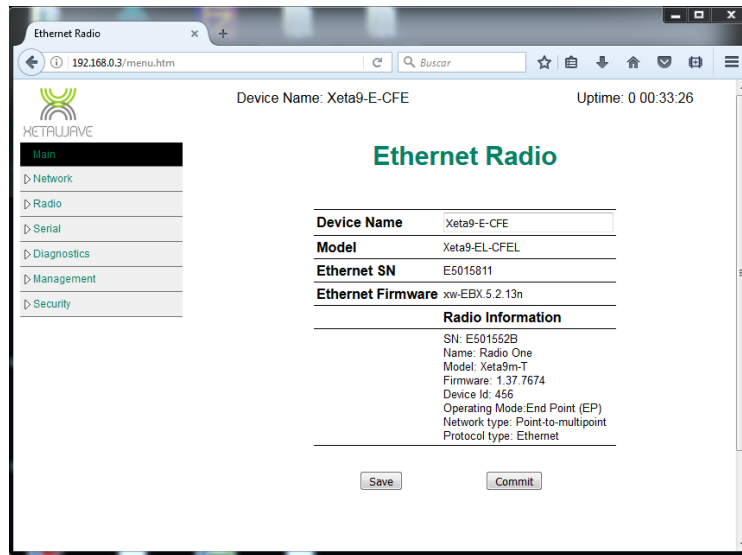 Ethernet Radio
192.168.0.3/menu.htm
Buscar
XETAWAVE
Device Name: Xeta9-E-CFE
Uptime: 0 00:33:26
Main
Network
Radio
Serial
Diagnostics
Management
Security
Ethernet Radio
Device Name Xeta9-E-CFE
Model Xeta9-EL-CFEL
Ethernet SN E5015811
Ethernet Firmware xw-EBX.5.2.13n
Radio Information
SN: E501552B
Name: Radio One
Model: Xeta9m-T
Firmware: 1.37.7674
Device Id: 456
Operating Mode:End Point (EP)
Network type: Point-to-multipoint
Protocol type: Ethernet
Save Commit